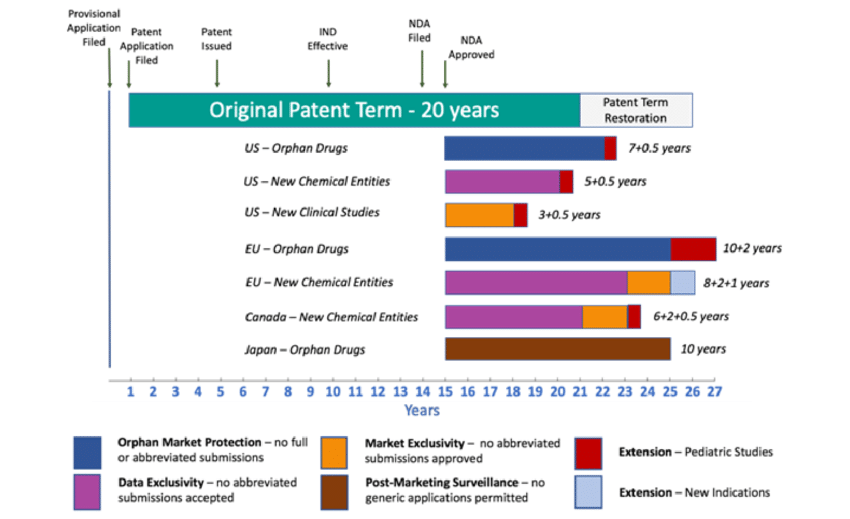 Provisional
Application
Filed
Patent
Application
Filed
Patent
Issued
IND
Effective
NDA
Filed
NDA
Approved
Original Patent Term - 20 years
Patent Term
Restoration
US – Orphan Drugs
7+0.5 years
US – New Chemical Entities
5+0.5 years
US – New Clinical Studies
3+0.5 years
EU – Orphan Drugs
10+2 years
EU – New Chemical Entities
8+2+1 years
Canada – New Chemical Entities
6+2+0.5 years
Japan – Orphan Drugs
10 years
1 2 3 4 5 6 7 8 9 10 11 12 13 14 15 16 17 18 19 20 21 22 23 24 25 26 27
Years
Orphan Market Protection – no full
or abbreviated submissions
Market Exclusivity – no abbreviated
submissions approved
Extension – Pediatric Studies
Data Exclusivity – no abbreviated
submissions accepted
Post-Marketing Surveillance – no
generic applications permitted
Extension – New Indications